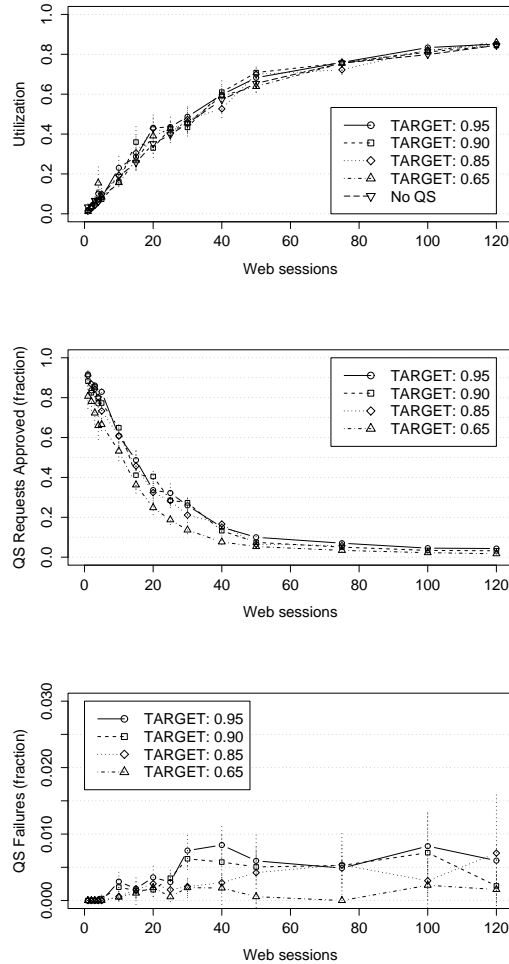 Utilization
1.0
0.8
0.6
0.4
0.2
0.0
TARGET: 0.95
TARGET: 0.90
TARGET: 0.85
TARGET: 0.65
No QS
0 20 40 60 80 100 120
Web sessions
QS Requests Approved (fraction)
1.0
0.8
0.6
0.4
0.2
0.0
TARGET: 0.95
TARGET: 0.90
TARGET: 0.85
TARGET: 0.65
0 20 40 60 80 100 120
Web sessions
QS Failures (fraction)
0.030
0.020
0.010
0.000
TARGET: 0.95
TARGET: 0.90
TARGET: 0.85
TARGET: 0.65
0 20 40 60 80 100 120
Web sessions